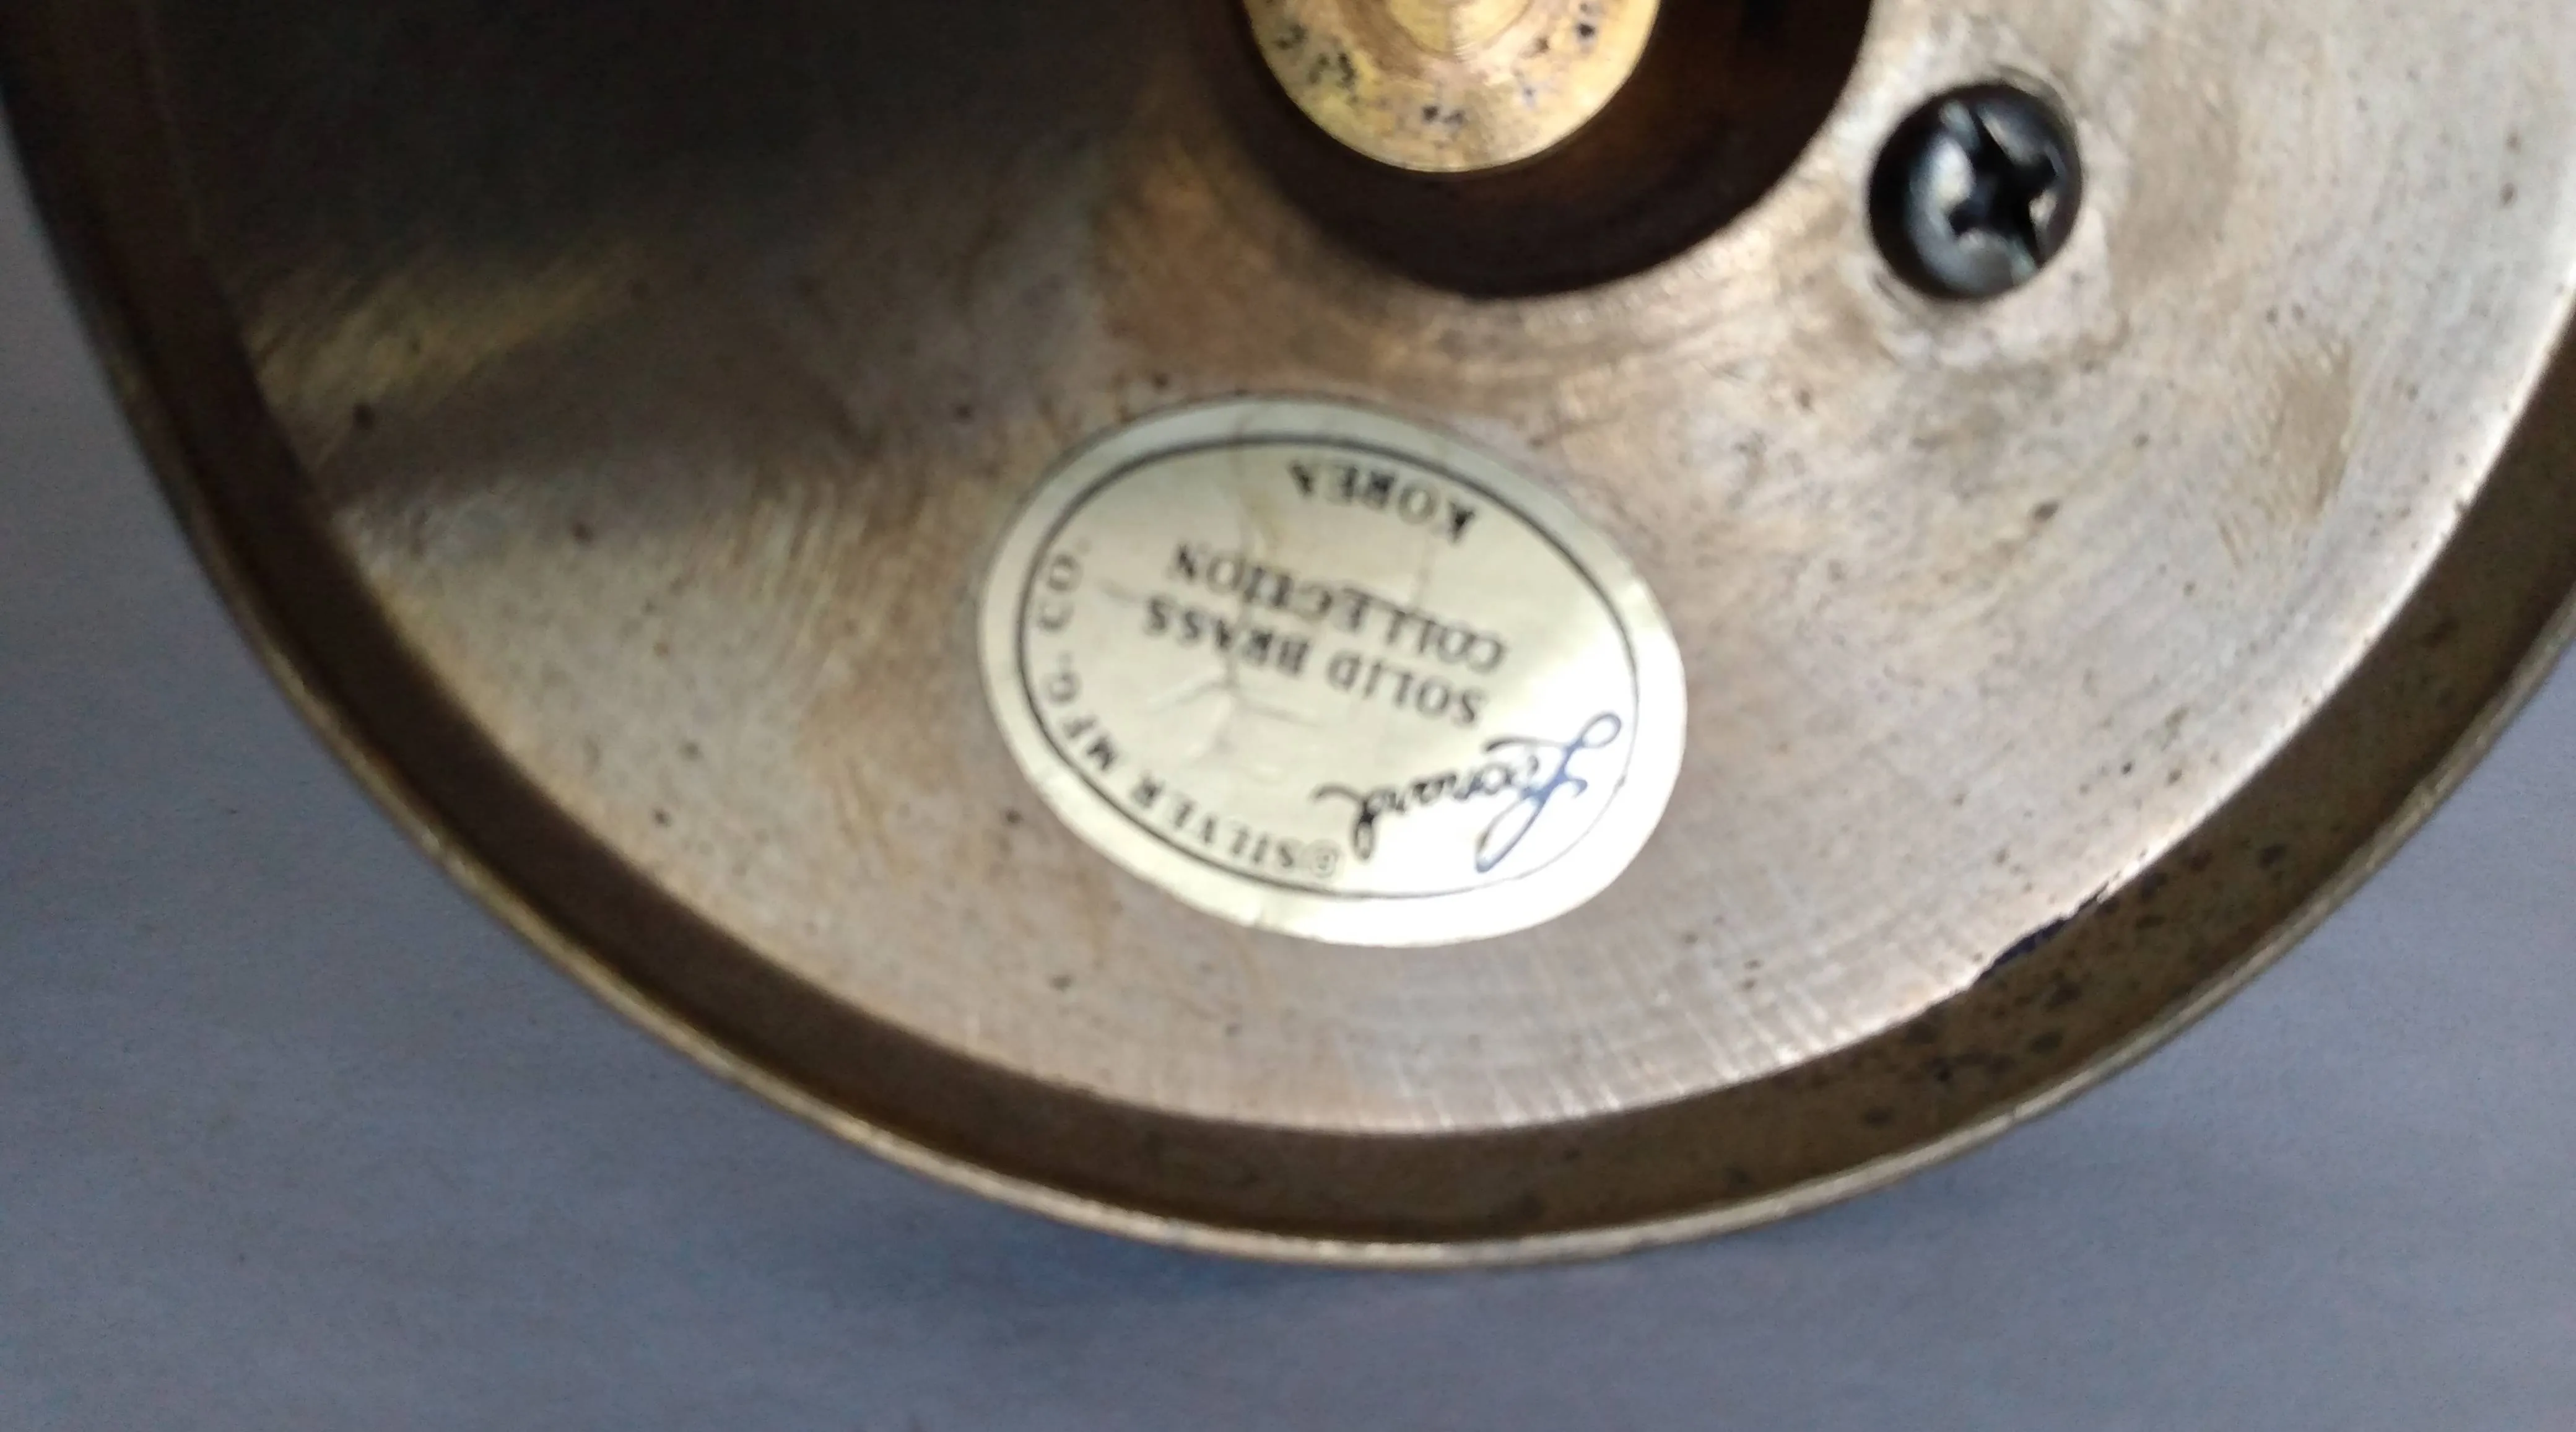 Leonard
©SILVER MFG. CO.
SOLID BRASS
COLLECTION
KOREA